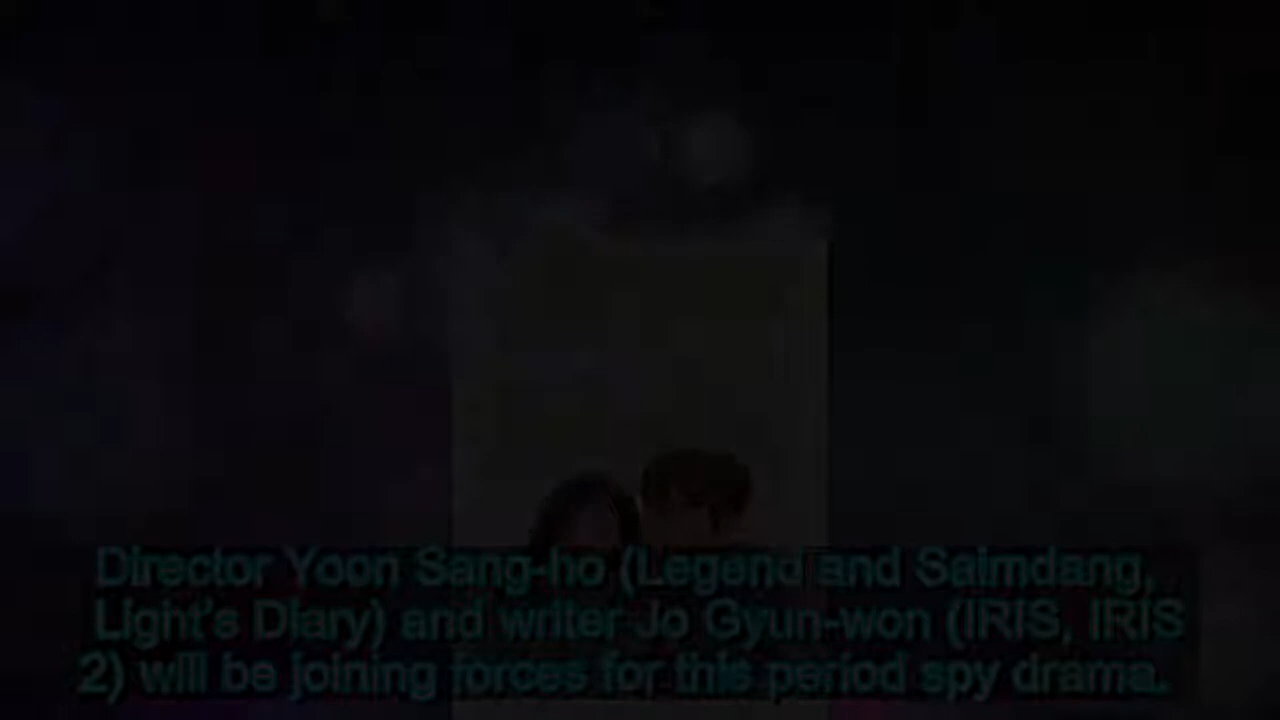 Director Yoon Sang-ho (Legend and Saimdang,
Light's Diary) and writer Jo Gyun-won (IRIS, IRIS
2) will be joining forces for this period spy drama.